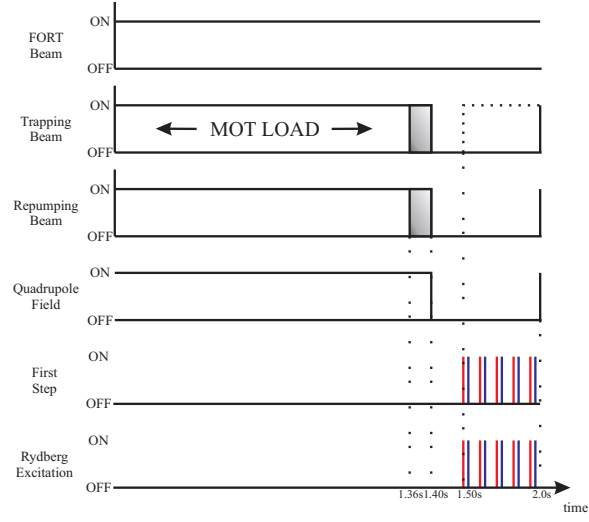 ON
FORT
Beam
OFF
ON
Trapping
Beam
MOT LOAD
OFF
ON
Repumping
Beam
OFF
ON
Quadrupole
Field
OFF
ON
First
Step
OFF
ON
Rydberg
Excitation
OFF
1.36s 1.40s 1.50s 2.0s
time